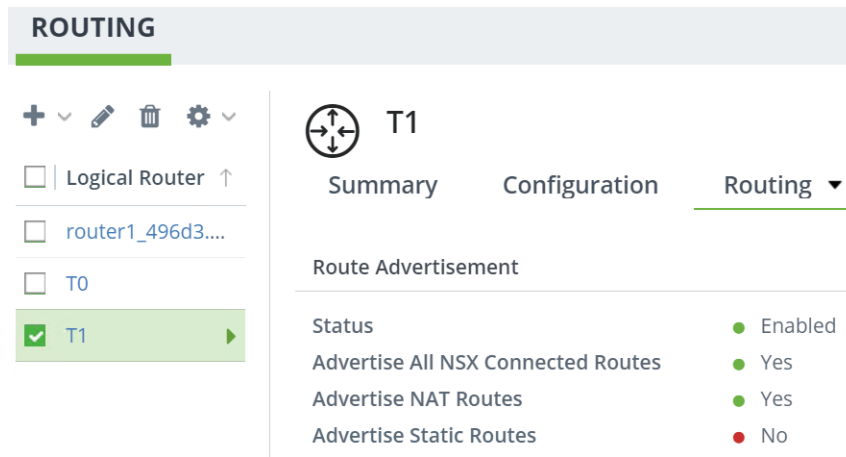 ROUTING
Logical Router ↑
router1_496d3....
T0
T1
T1
Summary Configuration Routing
Route Advertisement
Status Enabled
Advertise All NSX Connected Routes Yes
Advertise NAT Routes Yes
Advertise Static Routes No